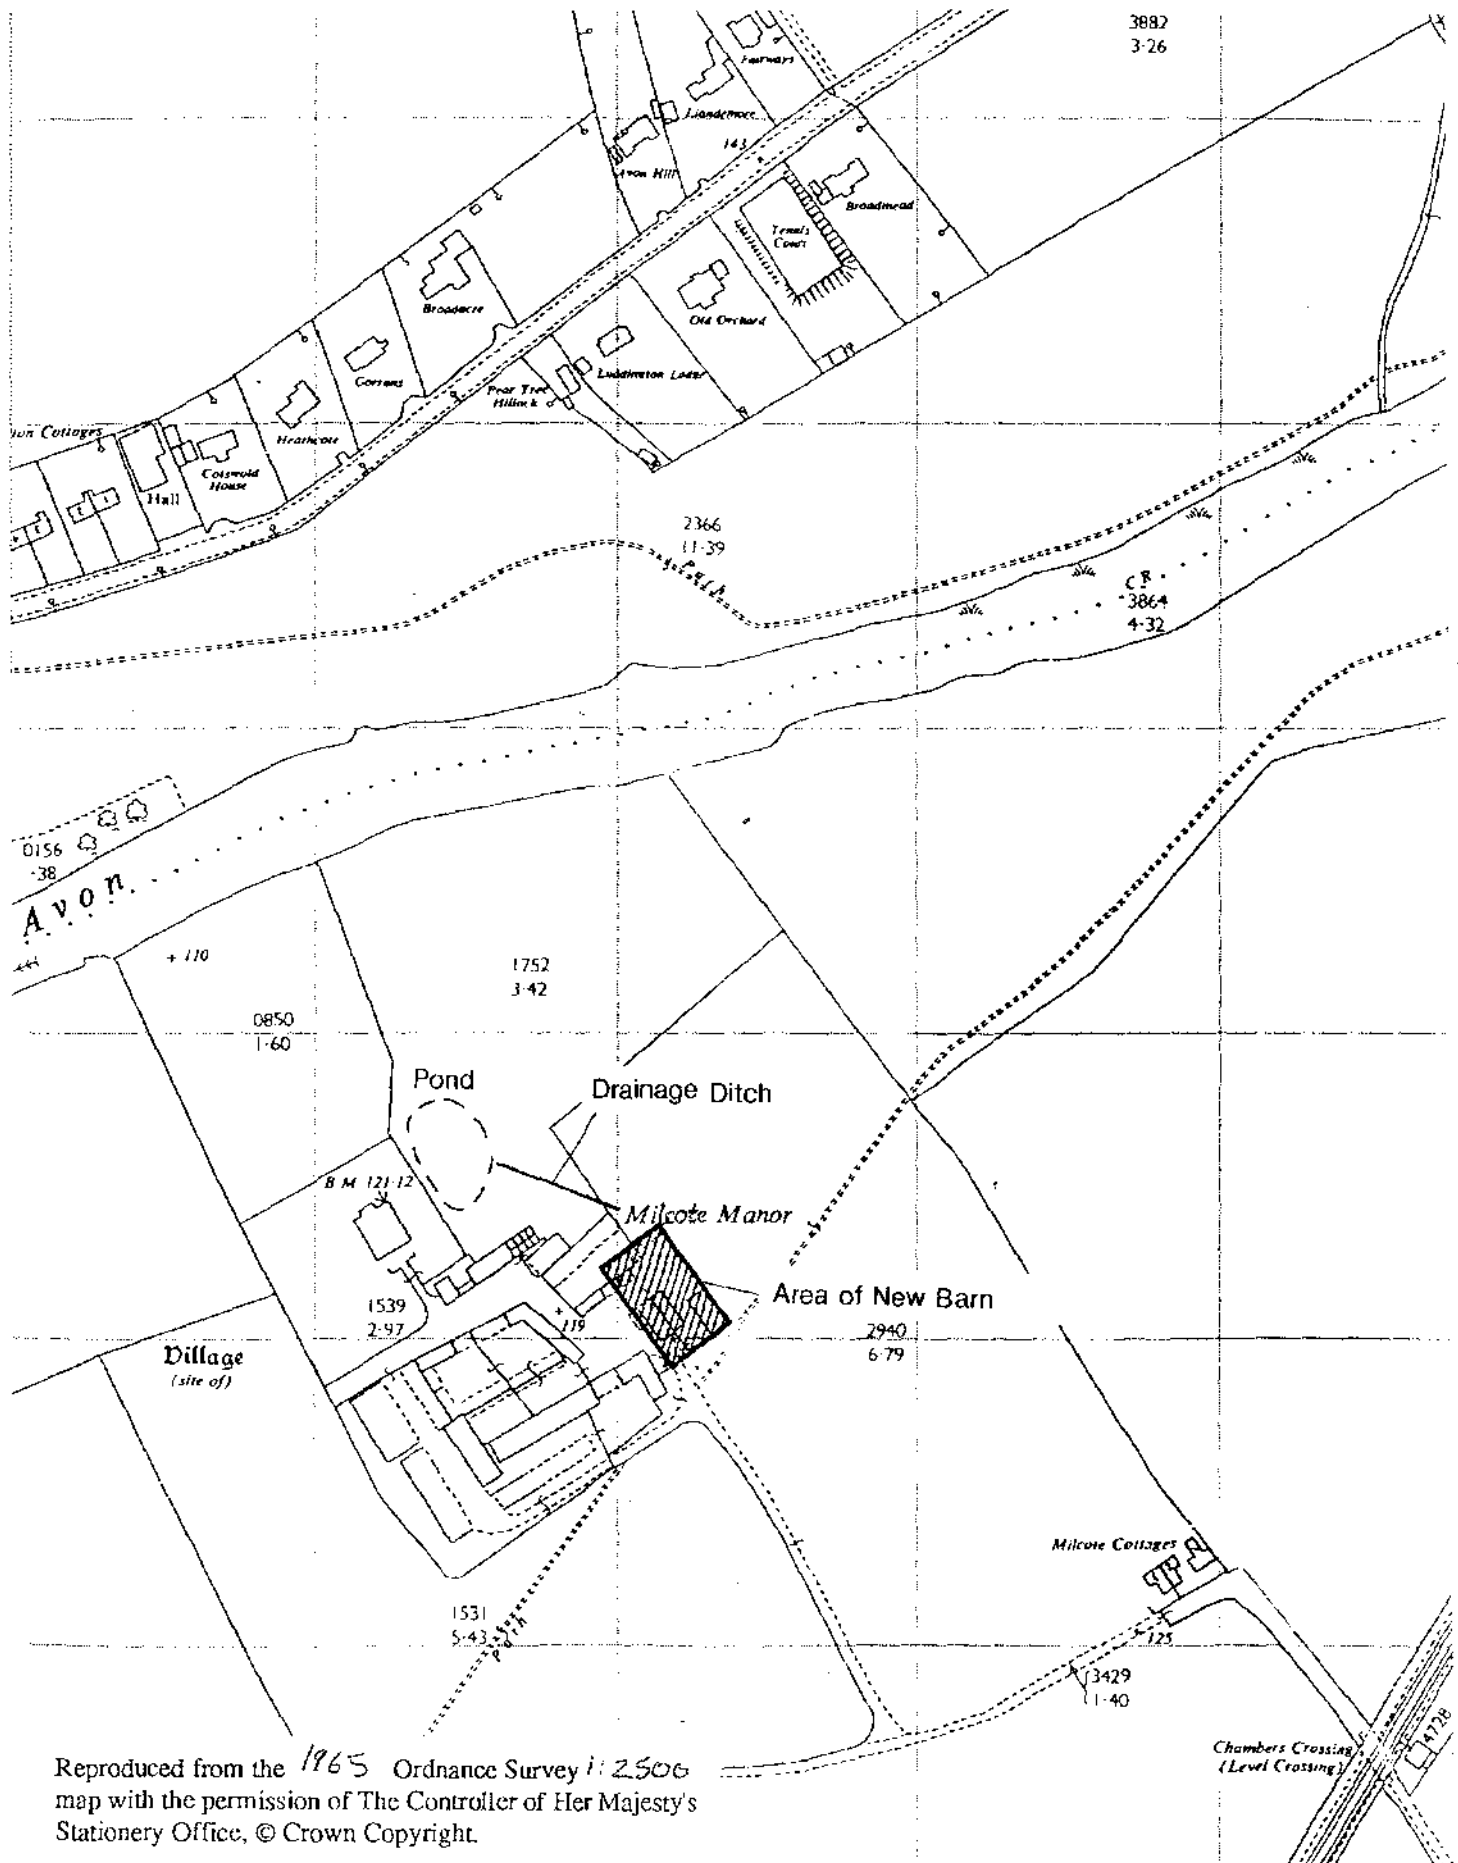 3882
3·26
Fairways
Llandemore
143
Avon Hill
Broadmead
Tennis
Court
Broadacre
Old Orchard
Gorsens
Luddington Lodge
Pear Tree
Hillock
Heathcote
Cottages
Cotswold
House
Hall
2366
11·39
Path
C R
3864
4·32
0156
·38
Avon
+ 110
1752
3·42
0850
1·60
Pond
Drainage Ditch
B M 121·12
Milcote Manor
Area of New Barn
1539
2·97
+
119
2940
6·79
Village
(site of)
Milcote Cottages
1531
5·43
Path
125
3429
1·40
4728
Chambers Crossing
(Level Crossing)
Reproduced from the 1965 Ordnance Survey 1:2500
map with the permission of The Controller of Her Majesty's
Stationery Office, © Crown Copyright.